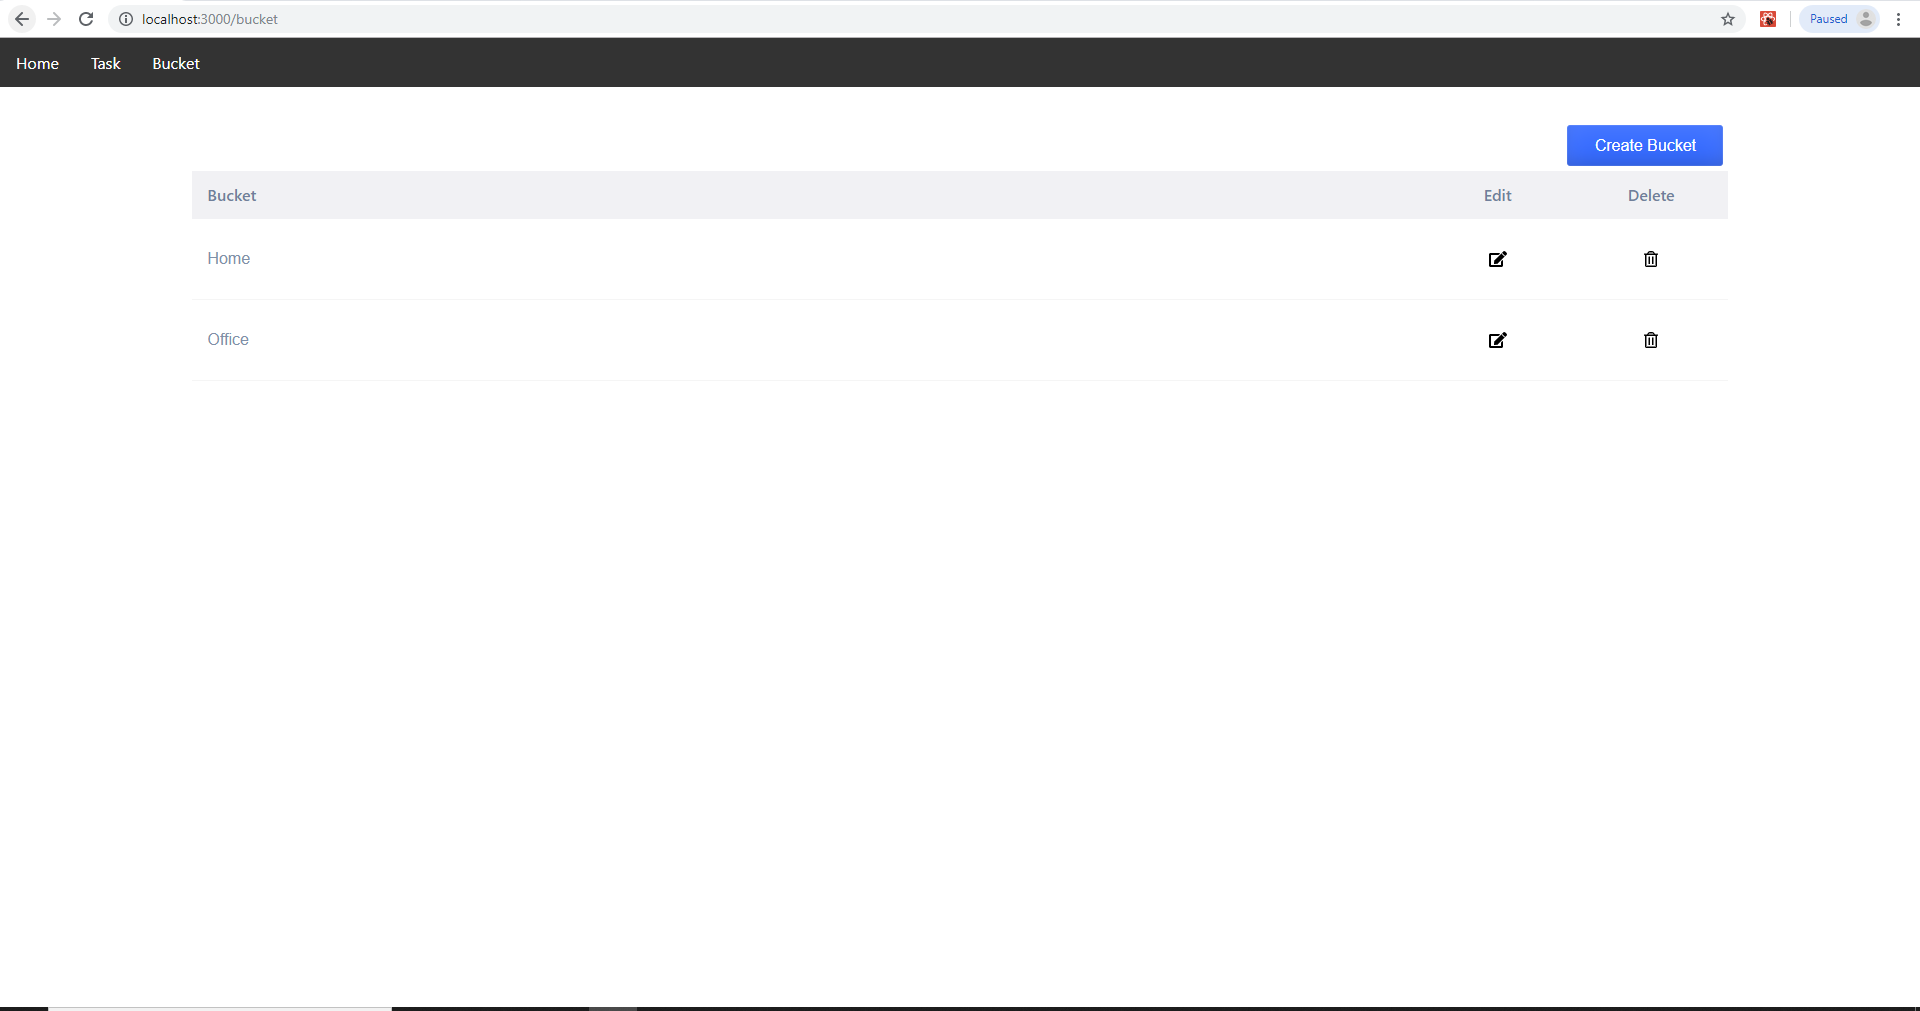 localhost:3000/bucket
Paused
Home Task Bucket
Create Bucket
Bucket Edit Delete
Home
Office